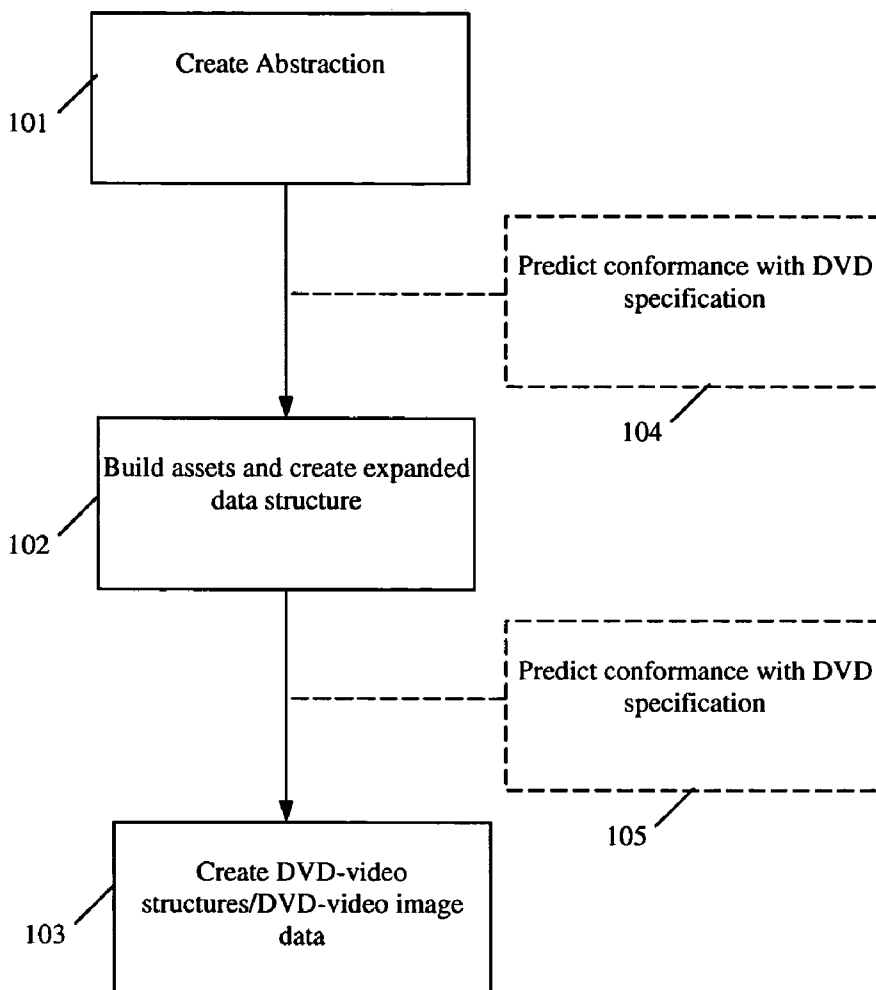 Create Abstraction
101
Predict conformance with DVD
specification
104
Build assets and create expanded
data structure
102
Predict conformance with DVD
specification
105
Create DVD-video
structures/DVD-video image
data
103